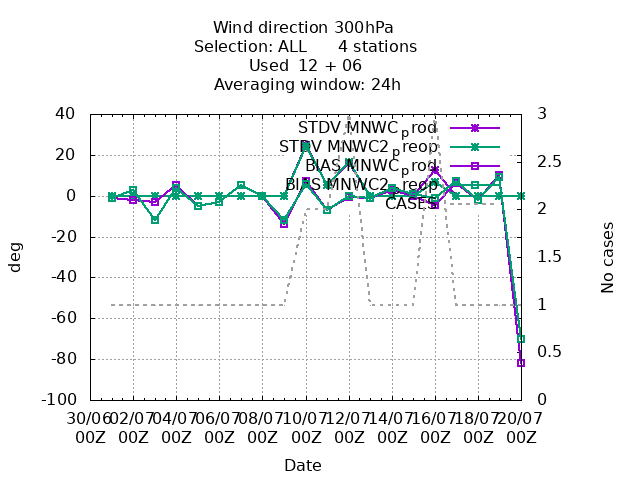 Wind direction 300hPa
Selection: ALL 4 stations
Used 12 + 06
Averaging window: 24h
STDV MNWC_prod
STDV MNWC2_preop
BIAS MNWC_prod
BIAS MNWC2_preop
CASES
40
20
0
-20
-40
-60
-80
-100
deg
3
2.5
2
1.5
1
0.5
0
No cases
30/06 02/07 04/07 06/07 08/07 10/07 12/07 14/07 16/07 18/07 20/07
00Z 00Z 00Z 00Z 00Z 00Z 00Z 00Z 00Z 00Z 00Z
Date